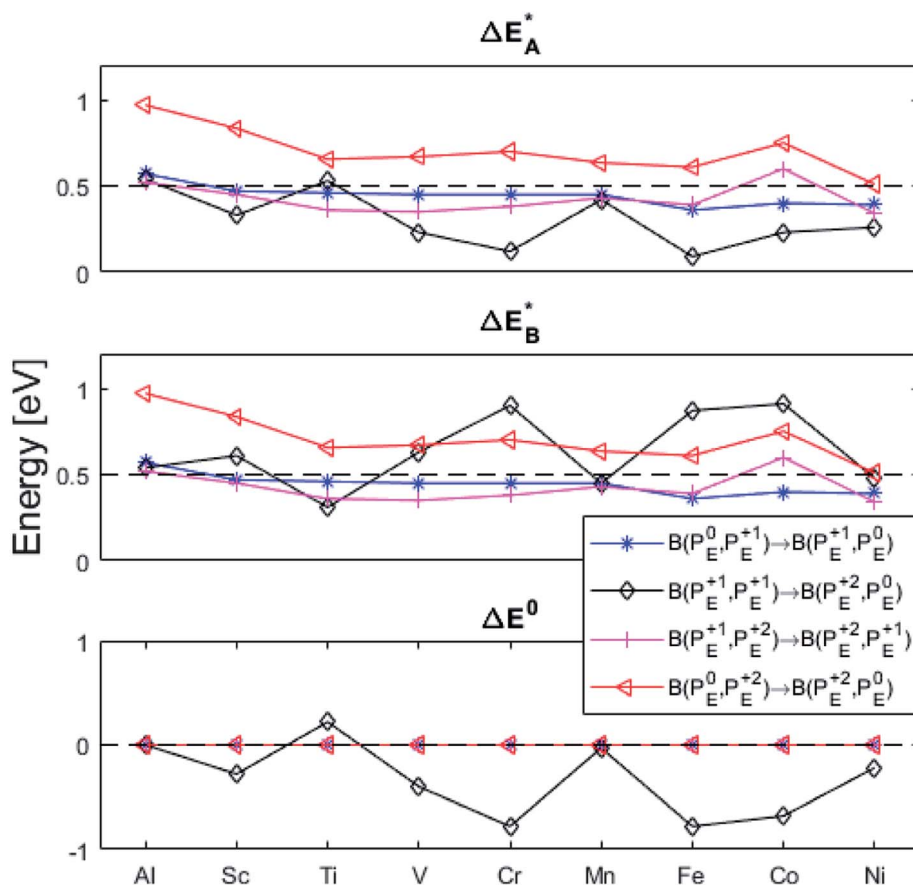 ΔE*A
1
0.5
0
ΔE*B
1
0.5
0
Energy [eV]
B(P⁰E,P⁺¹E)→B(P⁺¹E,P⁰E)
B(P⁺¹E,P⁺¹E)→B(P⁺²E,P⁰E)
B(P⁺¹E,P⁺²E)→B(P⁺²E,P⁺¹E)
B(P⁰E,P⁺²E)→B(P⁺²E,P⁰E)
ΔE⁰
1
0
-1
Al Sc Ti V Cr Mn Fe Co Ni